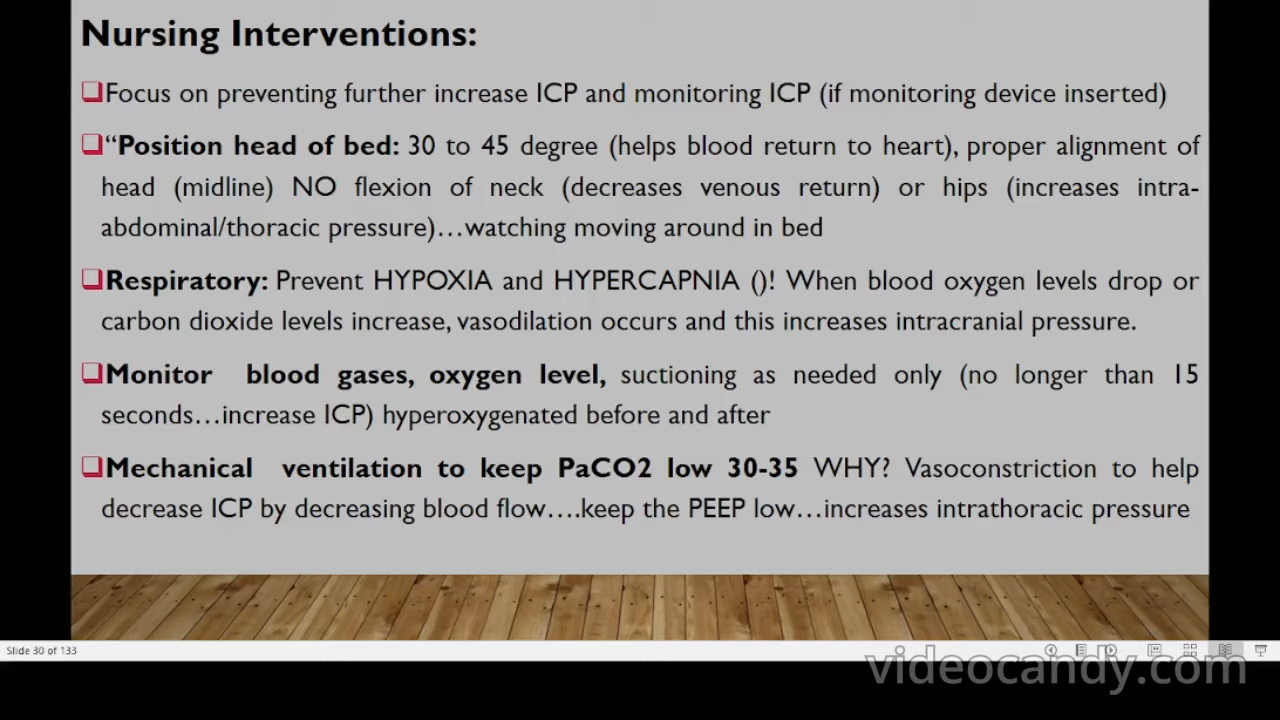 Nursing Interventions:
❑Focus on preventing further increase ICP and monitoring ICP (if monitoring device inserted)
❑“Position head of bed: 30 to 45 degree (helps blood return to heart), proper alignment of
head (midline) NO flexion of neck (decreases venous return) or hips (increases intra-
abdominal/thoracic pressure)…watching moving around in bed
❑Respiratory: Prevent HYPOXIA and HYPERCAPNIA ()! When blood oxygen levels drop or
carbon dioxide levels increase, vasodilation occurs and this increases intracranial pressure.
❑Monitor blood gases, oxygen level, suctioning as needed only (no longer than 15
seconds…increase ICP) hyperoxygenated before and after
❑Mechanical ventilation to keep PaCO2 low 30-35 WHY? Vasoconstriction to help
decrease ICP by decreasing blood flow….keep the PEEP low…increases intrathoracic pressure
Slide 30 of 133
videocandy.com